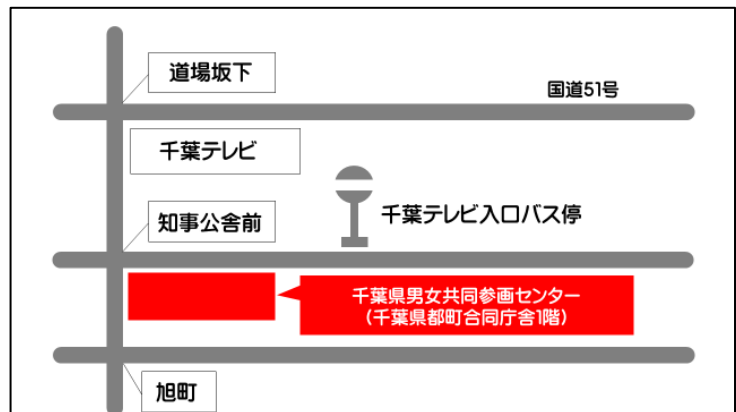 道場坂下
国道51号
千葉テレビ
千葉テレビ入口バス停
知事公舎前
千葉県男女共同参画センター
(千葉県都町合同庁舎1階)
旭町